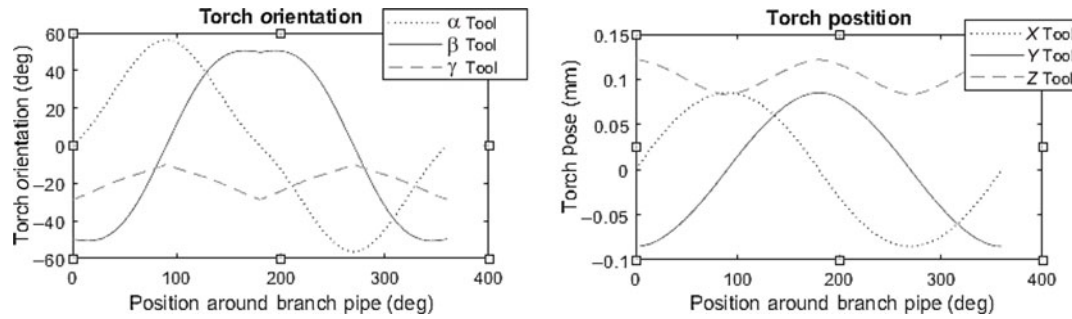 Torch orientation
α Tool
β Tool
γ Tool
Torch orientation (deg)
60
40
20
0
−20
−40
−60
0 100 200 300 400
Position around branch pipe (deg)
Torch postition
X Tool
Y Tool
Z Tool
Torch pose (mm)
0.15
0.1
0.05
0
−0.05
−0.1
0 100 200 300 400
Position around branch pipe (deg)